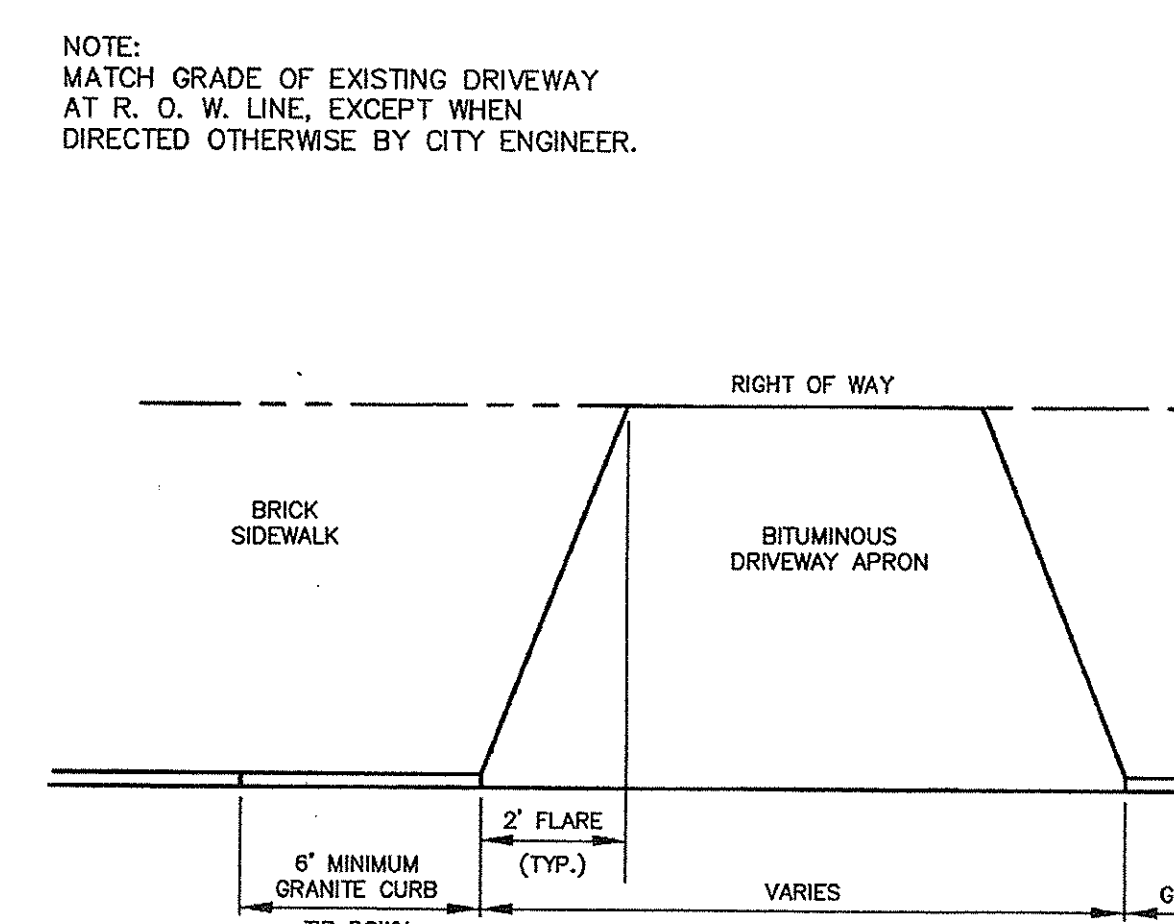 NOTE:
MATCH GRADE OF EXISTING DRIVEWAY
AT R. O. W. LINE, EXCEPT WHEN
DIRECTED OTHERWISE BY CITY ENGINEER.
RIGHT OF WAY
BRICK
SIDEWALK
BITUMINOUS
DRIVEWAY APRON
2' FLARE
(TYP.)
6' MINIMUM
GRANITE CURB
VARIES
G